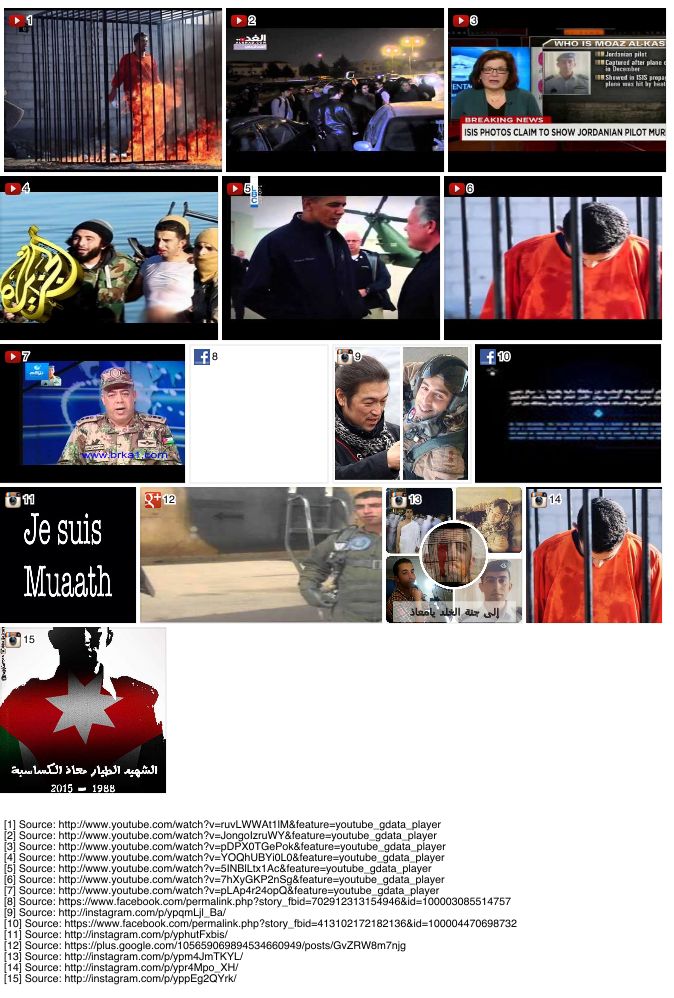 1
2
3
الغد
WHO IS MOAZ AL-KAS
Jordanian pilot
Captured after plane
in December
Showed in ISIS propa
plane was hit by heat
BREAKING NEWS
ISIS PHOTOS CLAIM TO SHOW JORDANIAN PILOT MUR
4
5
LBC
6
7
8
9
10
www.brka1.com
11
g+ 12
13
14
Je suis
Muaath
إلى جنة الخلد يامعاذ
15
الشهيد الطيار معاذ الكساسبة
2015 - 1988
[1] Source: http://www.youtube.com/watch?v=ruvLWWAt1lM&feature=youtube_gdata_player
[2] Source: http://www.youtube.com/watch?v=JongoIzruWY&feature=youtube_gdata_player
[3] Source: http://www.youtube.com/watch?v=pDPX0TGePok&feature=youtube_gdata_player
[4] Source: http://www.youtube.com/watch?v=YOQhUBYi0L0&feature=youtube_gdata_player
[5] Source: http://www.youtube.com/watch?v=5INBlLtx1Ac&feature=youtube_gdata_player
[6] Source: http://www.youtube.com/watch?v=7hXyGKP2nSg&feature=youtube_gdata_player
[7] Source: http://www.youtube.com/watch?v=pLAp4r24opQ&feature=youtube_gdata_player
[8] Source: https://www.facebook.com/permalink.php?story_fbid=702912313154946&id=100003085514757
[9] Source: http://instagram.com/p/ypqmLjl_Ba/
[10] Source: https://www.facebook.com/permalink.php?story_fbid=413102172182136&id=100004470698732
[11] Source: http://instagram.com/p/yphutfFxbis/
[12] Source: https://plus.google.com/105659069894534660949/posts/GvZRW8m7njg
[13] Source: http://instagram.com/p/ypm4JmTKYL/
[14] Source: http://instagram.com/p/ypr4Mpo_XH/
[15] Source: http://instagram.com/p/yppEg2QYrk/